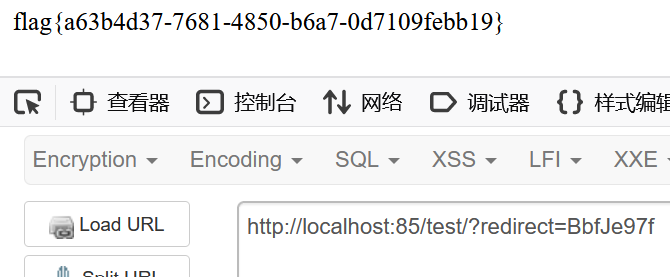 flag{a63b4d37-7681-4850-b6a7-0d7109febb19}
查看器 控制台 网络 调试器 {} 样式编辑
Encryption Encoding SQL XSS LFI XXE
Load URL http://localhost:85/test/?redirect=BbfJe97f
Split URL